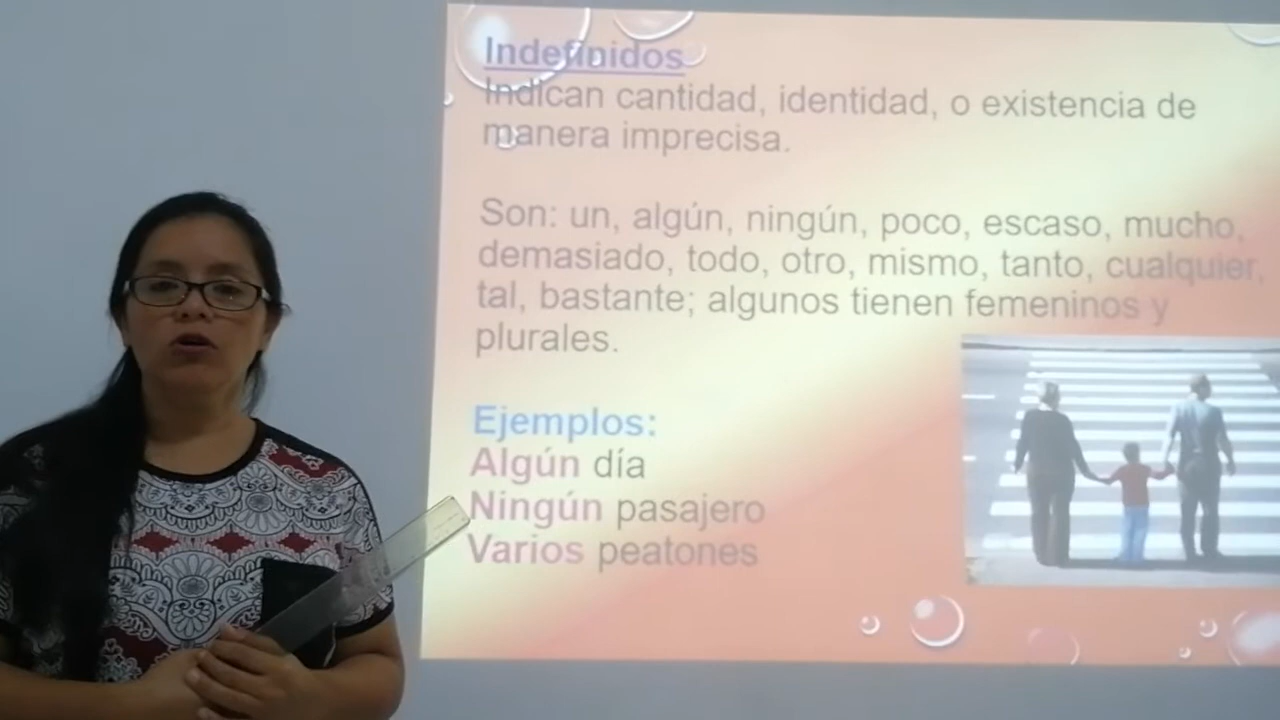 Indefinidos
Indican cantidad, identidad, o existencia de
manera imprecisa.
Son: un, algún, ningún, poco, escaso, mucho,
demasiado, todo, otro, mismo, tanto, cualquier,
tal, bastante; algunos tienen femeninos y
plurales.
Ejemplos:
Algún día
Ningún pasajero
Varios peatones